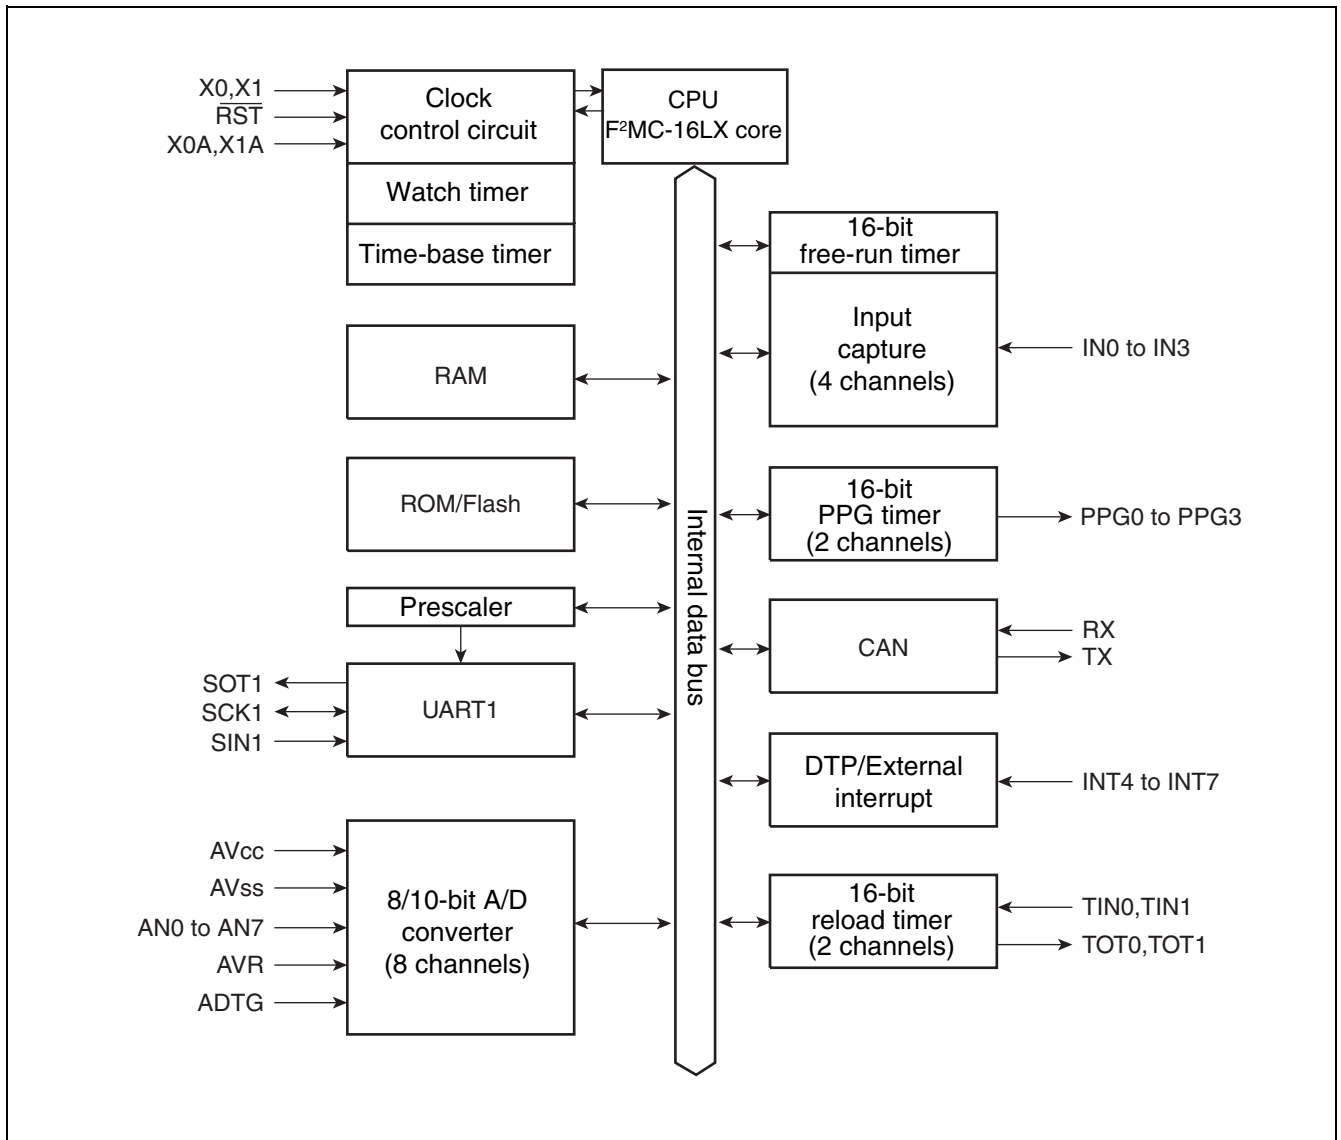 X0,X1
RST
X0A,X1A
Clock
control circuit
Watch timer
Time-base timer
CPU
F²MC-16LX core
RAM
ROM/Flash
Prescaler
UART1
SOT1
SCK1
SIN1
AVcc
AVss
AN0 to AN7
AVR
ADTG
8/10-bit A/D
converter
(8 channels)
Internal data bus
16-bit
free-run timer
Input
capture
(4 channels)
IN0 to IN3
16-bit
PPG timer
(2 channels)
PPG0 to PPG3
CAN
RX
TX
DTP/External
interrupt
INT4 to INT7
16-bit
reload timer
(2 channels)
TIN0,TIN1
TOT0,TOT1